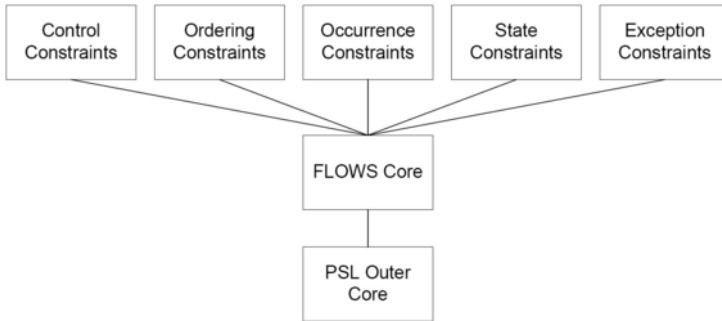 Control
Constraints
Ordering
Constraints
Occurrence
Constraints
State
Constraints
Exception
Constraints
FLOWS Core
PSL Outer
Core